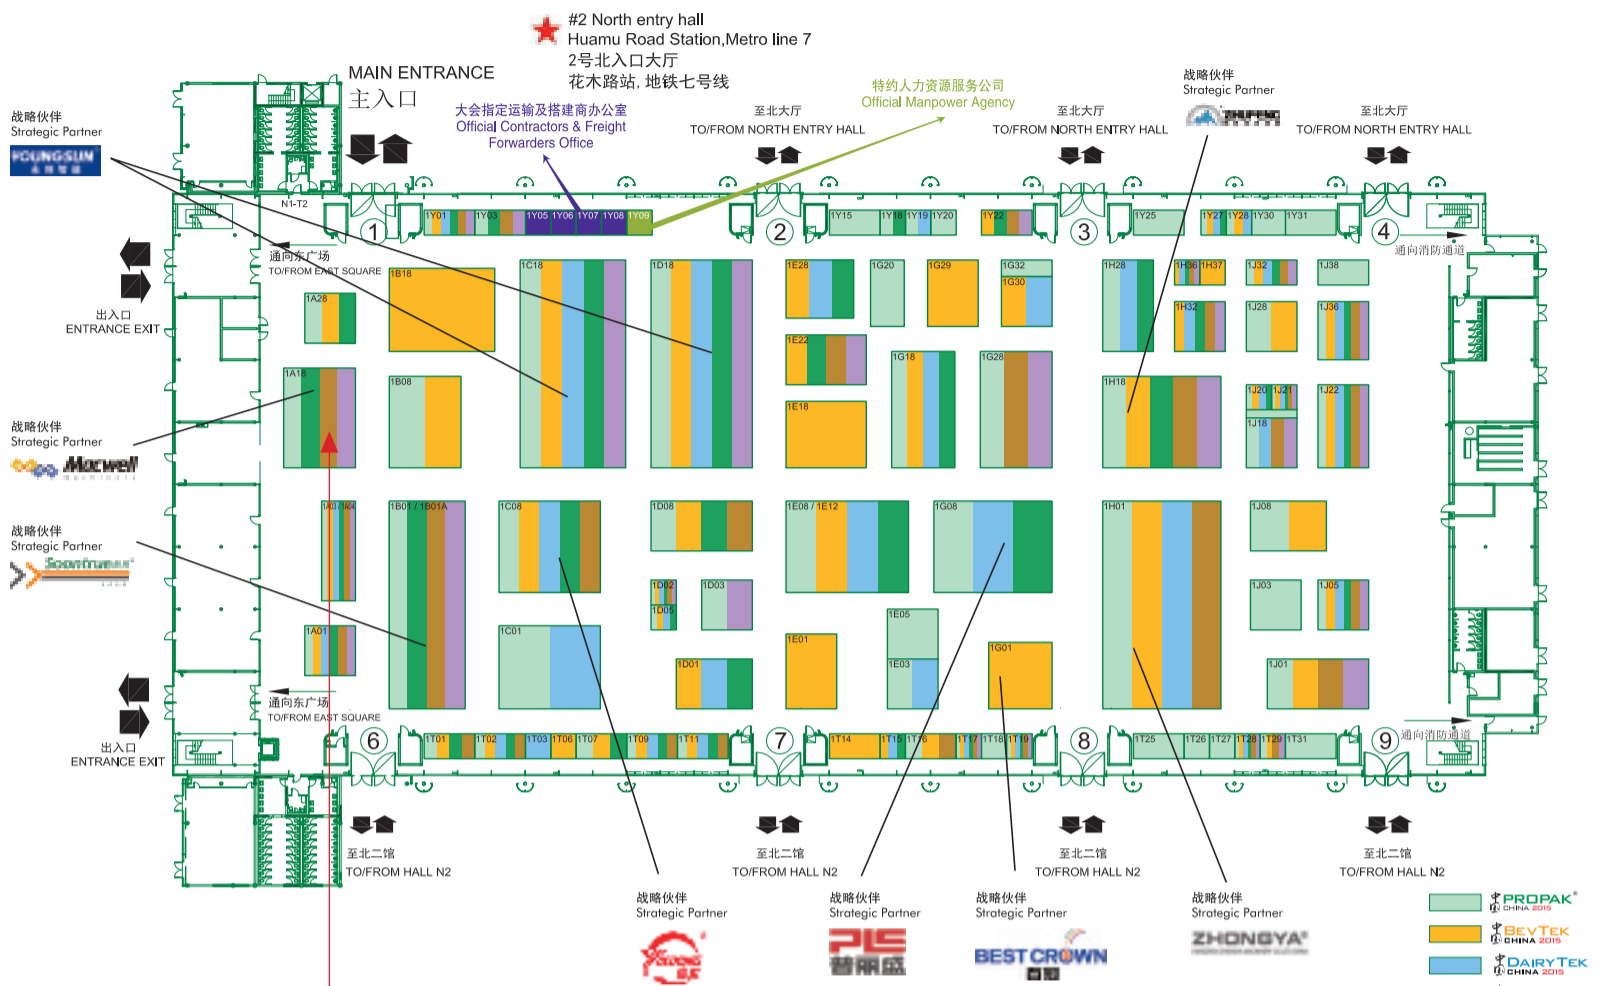 #2 North entry hall
Huamu Road Station,Metro line 7
2号北入口大厅
花木路站, 地铁七号线
MAIN ENTRANCE
主入口
大会指定运输及搭建商办公室
Official Contractors & Freight
Forwarders Office
特约人力资源服务公司
Official Manpower Agency
战略伙伴
Strategic Partner
YOUNGSUN
战略伙伴
Strategic Partner
至北大厅
TO/FROM NORTH ENTRY HALL
至北大厅
TO/FROM NORTH ENTRY HALL
至北大厅
TO/FROM NORTH ENTRY HALL
N1-T2
1 2 3 4
1Y01 1Y03 1Y05 1Y06 1Y07 1Y08 1Y09 1Y15 1Y18 1Y19 1Y20 1Y22 1Y25 1Y27 1Y28 1Y30 1Y31
通向东广场
TO/FROM EAST SQUARE
通向消防通道
出入口
ENTRANCE EXIT
1A28 1B18 1C18 1D18 1E28 1G20 1G29 1G32 1H28 1H36 1H37 1J32 1J38
1G30
1H32 1J28 1J36
1E22 1G18 1G28
1A18 1B08 1E18 1H18 1J20 1J21 1J22
1J18
战略伙伴
Strategic Partner
Macwell
战略伙伴
Strategic Partner
Soontrue
1A03 / 1A04 1B01 / 1B01A 1C08 1D08 1E08 / 1E12 1G08 1H01 1J08
1D02 1D03 1J03 1J05
1D05 1E05
1A01 1C01 1E01 1G01
1D01 1E03 1J01
通向东广场
TO/FROM EAST SQUARE
通向消防通道
出入口
ENTRANCE EXIT
6 7 8 9
1T01 1T02 1T03 1T06 1T07 1T09 1T11 1T14 1T15 1T16 1T17 1T18 1T19 1T25 1T26 1T27 1T28 1T29 1T31
至北二馆
TO/FROM HALL N2
至北二馆
TO/FROM HALL N2
至北二馆
TO/FROM HALL N2
至北二馆
TO/FROM HALL N2
战略伙伴
Strategic Partner
战略伙伴
Strategic Partner
PLS
普丽盛
战略伙伴
Strategic Partner
BEST CROWN
战略伙伴
Strategic Partner
ZHONGYA
中国 PROPAK
CHINA 2015
中国 BEVTEK
CHINA 2015
中国 DAIRYTEK
CHINA 2015